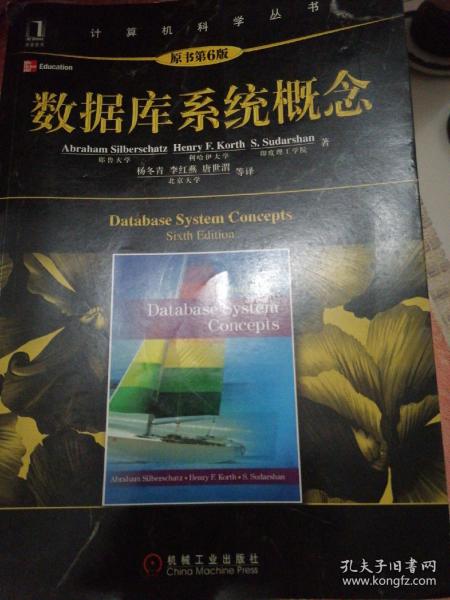 计算机科学丛书
Education
原书第6版
数据库系统概念
Abraham Silberschatz Henry F. Korth S. Sudarshan 著
耶鲁大学 利哈伊大学 印度理工学院
杨冬青 李红燕 唐世渭 等译
北京大学
Database System Concepts
Sixth Edition
Database System
Concepts
Abraham Silberschatz • Henry F. Korth • S. Sudarshan
机械工业出版社
China Machine Press
孔夫子旧书网
www.kongfz.com